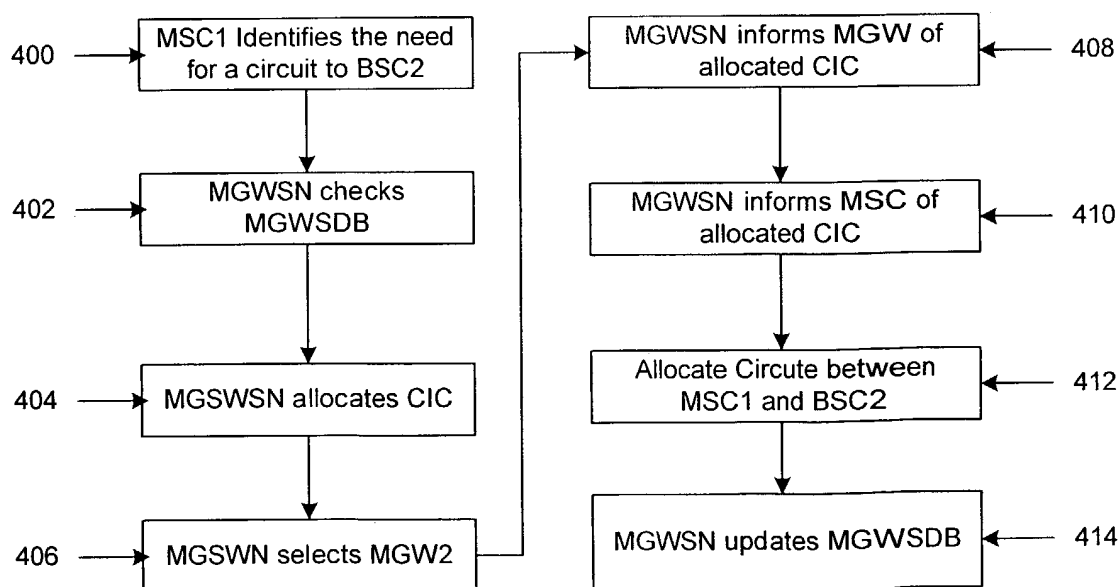 400
MSC1 Identifies the need
for a circuit to BSC2
402
MGWSN checks
MGWSDB
404
MGSWSN allocates CIC
406
MGSWN selects MGW2
MGWSN informs MGW of
allocated CIC
408
MGWSN informs MSC of
allocated CIC
410
Allocate Circute between
MSC1 and BSC2
412
MGWSN updates MGWSDB
414